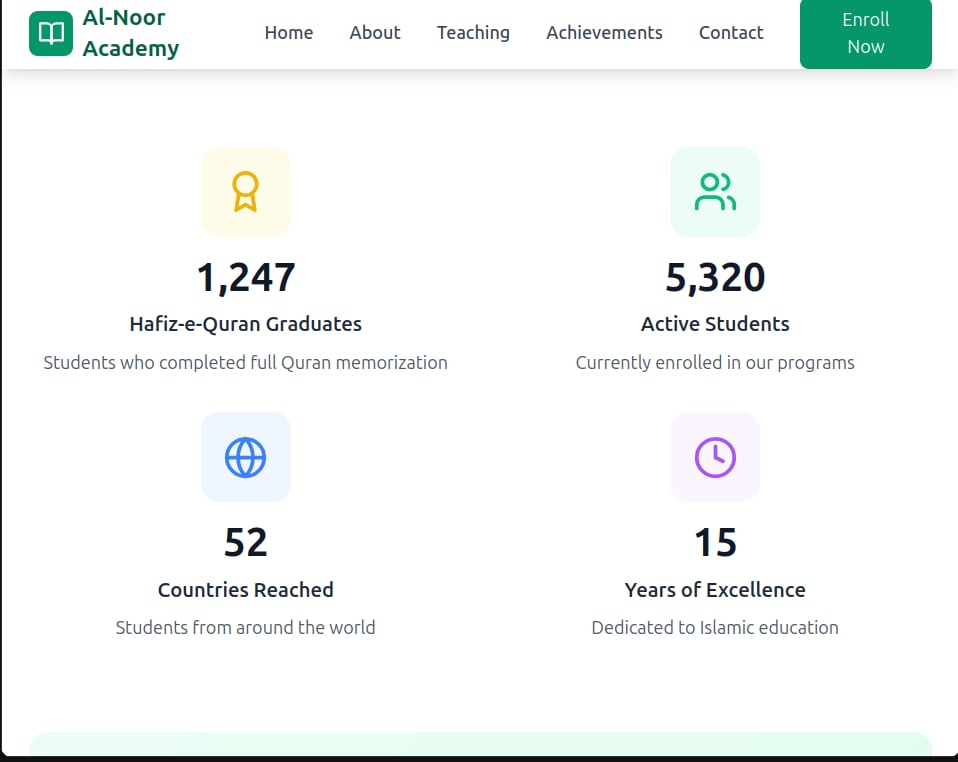 Al-Noor
Academy
Home
About
Teaching
Achievements
Contact
Enroll
Now
1,247
Hafiz-e-Quran Graduates
Students who completed full Quran memorization
5,320
Active Students
Currently enrolled in our programs
52
Countries Reached
Students from around the world
15
Years of Excellence
Dedicated to Islamic education